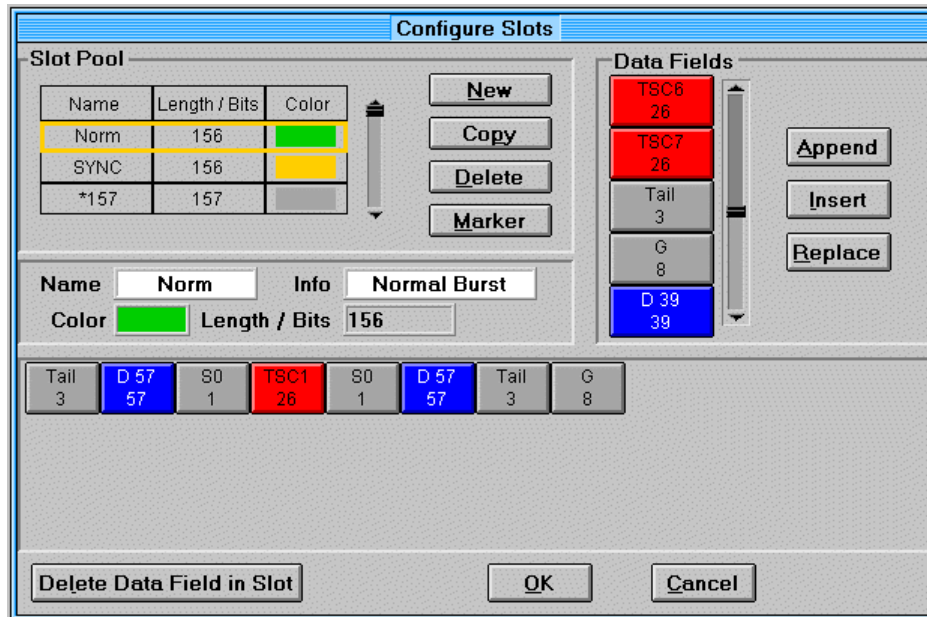 Configure Slots
Slot Pool
Name Length / Bits Color
Norm 156
SYNC 156
*157 157
New
Copy
Delete
Marker
Data Fields
TSC6
26
TSC7
26
Tail
3
G
8
D 39
39
Append
Insert
Replace
Name Norm Info Normal Burst
Color Length / Bits 156
Tail D 57 S0 TSC1 S0 D 57 Tail G
3 57 1 26 1 57 3 8
Delete Data Field in Slot OK Cancel